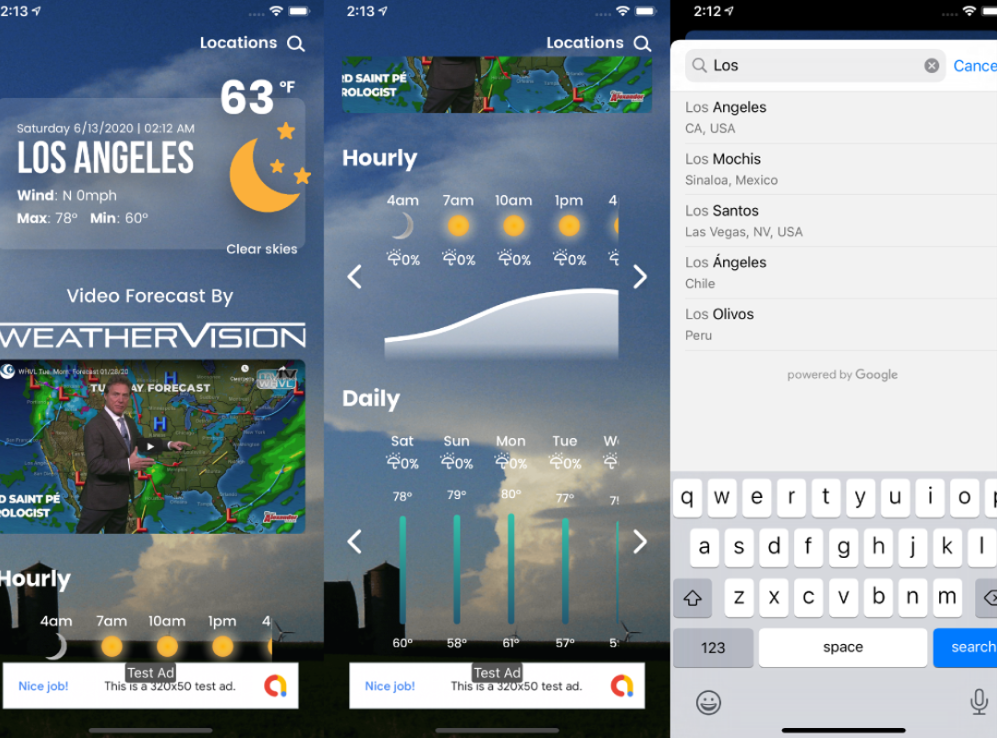 2:13
Locations
63 °F
Saturday 6/13/2020 | 02:12 AM
LOS ANGELES
Wind: N 0mph
Max: 78° Min: 60°
Clear skies
Video Forecast By
WEATHERVISION
WHVL Tue. Morn. Forecast 01/28/20
TU AY FORECAST
my TV
WHVL
H
H
L
L
D SAINT PÉ
OLOGIST
Hourly
4am 7am 10am 1pm 4
Test Ad
Nice job! This is a 320x50 test ad.
2:13
Locations
RD SAINT PÉ
ROLOGIST
Hourly
4am 7am 10am 1pm 4
0% 0% 0% 0%
Daily
Sat Sun Mon Tue
0% 0% 0% 0%
78° 79° 80° 77°
60° 58° 61° 57°
Test Ad
Nice job! This is a 320x50 test ad.
2:12
Los Cance
Los Angeles
CA, USA
Los Mochis
Sinaloa, Mexico
Los Santos
Las Vegas, NV, USA
Los Ángeles
Chile
Los Olivos
Peru
powered by Google
q w e r t y u i o p
a s d f g h j k l
z x c v b n m
123 space search